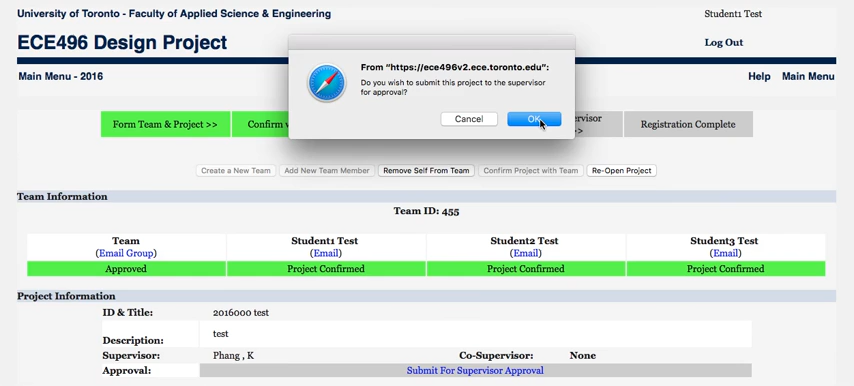 University of Toronto - Faculty of Applied Science & Engineering
Student1 Test
ECE496 Design Project
Log Out
Main Menu - 2016
Help Main Menu
From "https://ece496v2.ece.toronto.edu":
Do you wish to submit this project to the supervisor
for approval?
Cancel OK
Form Team & Project >>
Confirm
>>
Registration Complete
Create a New Team
Add New Team Member
Remove Self From Team
Confirm Project with Team
Re-Open Project
Team Information
Team ID: 455
Team Student1 Test Student2 Test Student3 Test
(Email Group) (Email) (Email) (Email)
Approved Project Confirmed Project Confirmed Project Confirmed
Project Information
ID & Title: 2016000 test
Description: test
Supervisor: Phang , K Co-Supervisor: None
Approval: Submit For Supervisor Approval